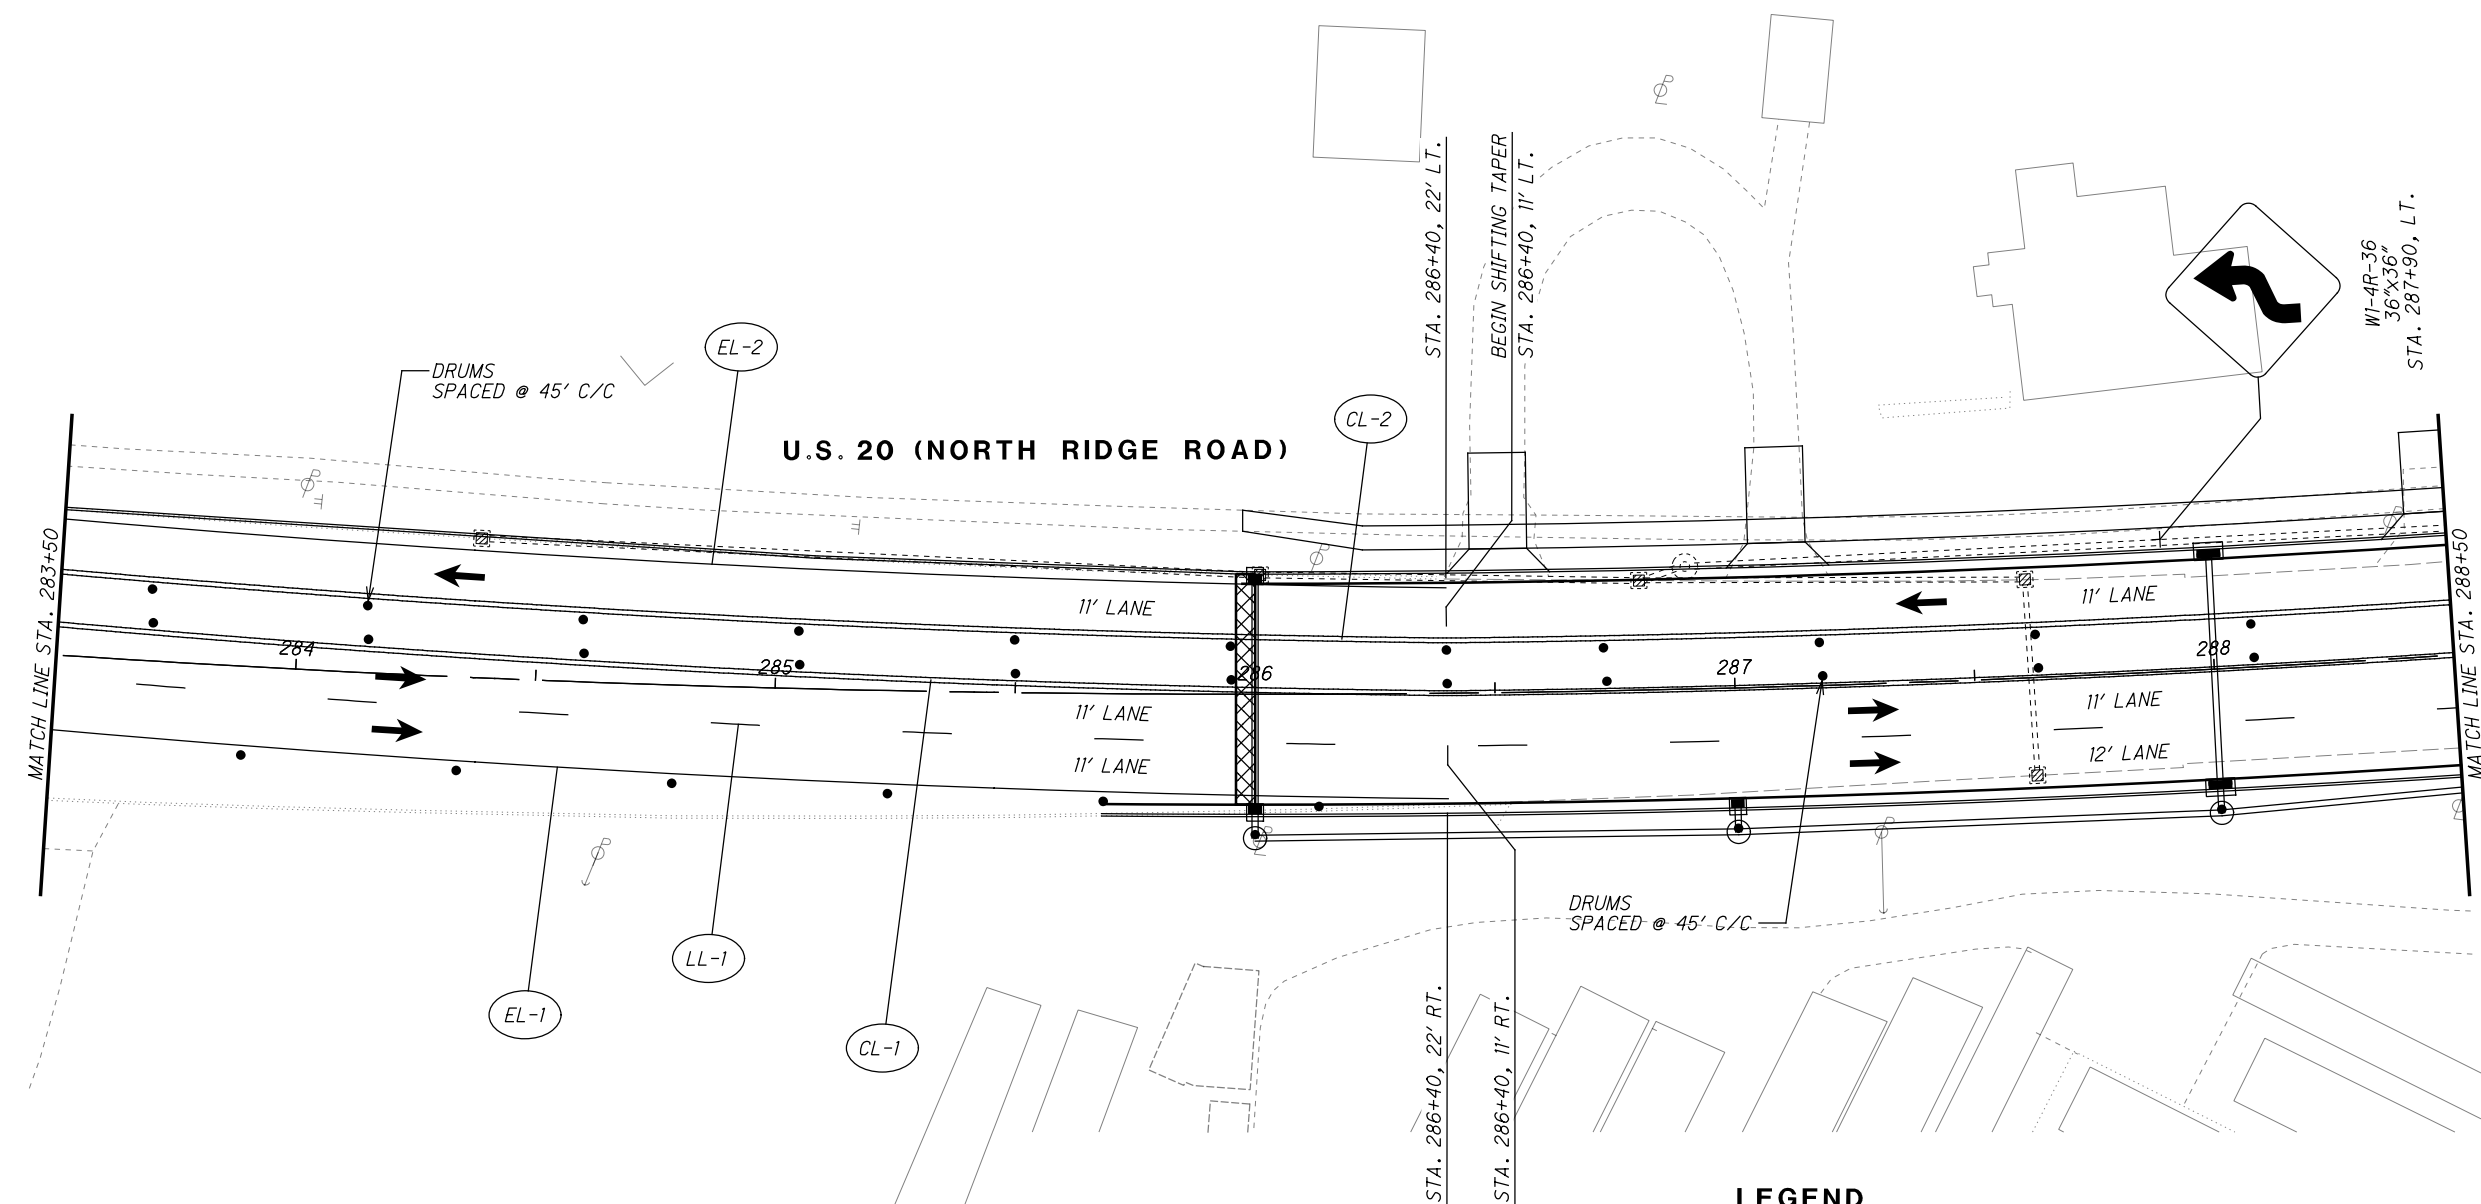 STA. 286+40, 22' LT.
BEGIN SHIFTING TAPER
STA. 286+40, 11' LT.
W1-4R-36
36"x36"
STA. 287+90, LT.
EL-2
DRUMS
SPACED @ 45' C/C
CL-2
U.S. 20 (NORTH RIDGE ROAD)
MATCH LINE STA. 283+50
MATCH LINE STA. 288+50
11' LANE
11' LANE
284
285
286
287
288
11' LANE
11' LANE
11' LANE
12' LANE
DRUMS
SPACED @ 45' C/C
LL-1
EL-1
CL-1
STA. 286+40, 22' RT.
STA. 286+40, 11' RT.
LEGEND